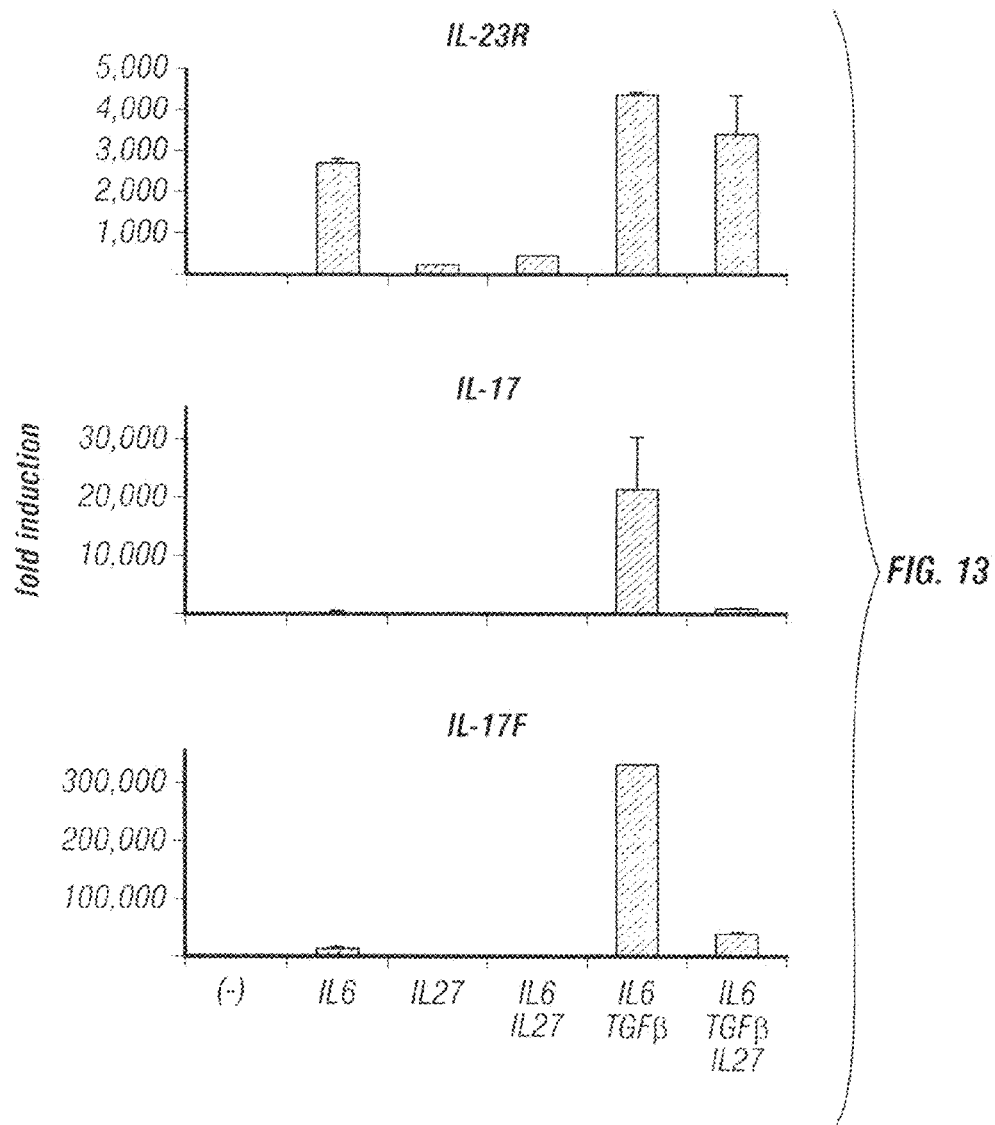 IL-23R
5,000
4,000
3,000
2,000
1,000
IL-17
30,000
20,000
10,000
fold induction
FIG. 13
IL-17F
300,000
200,000
100,000
(-) IL6 IL27 IL6 IL6 IL6
IL27 TGFβ TGFβ
IL27